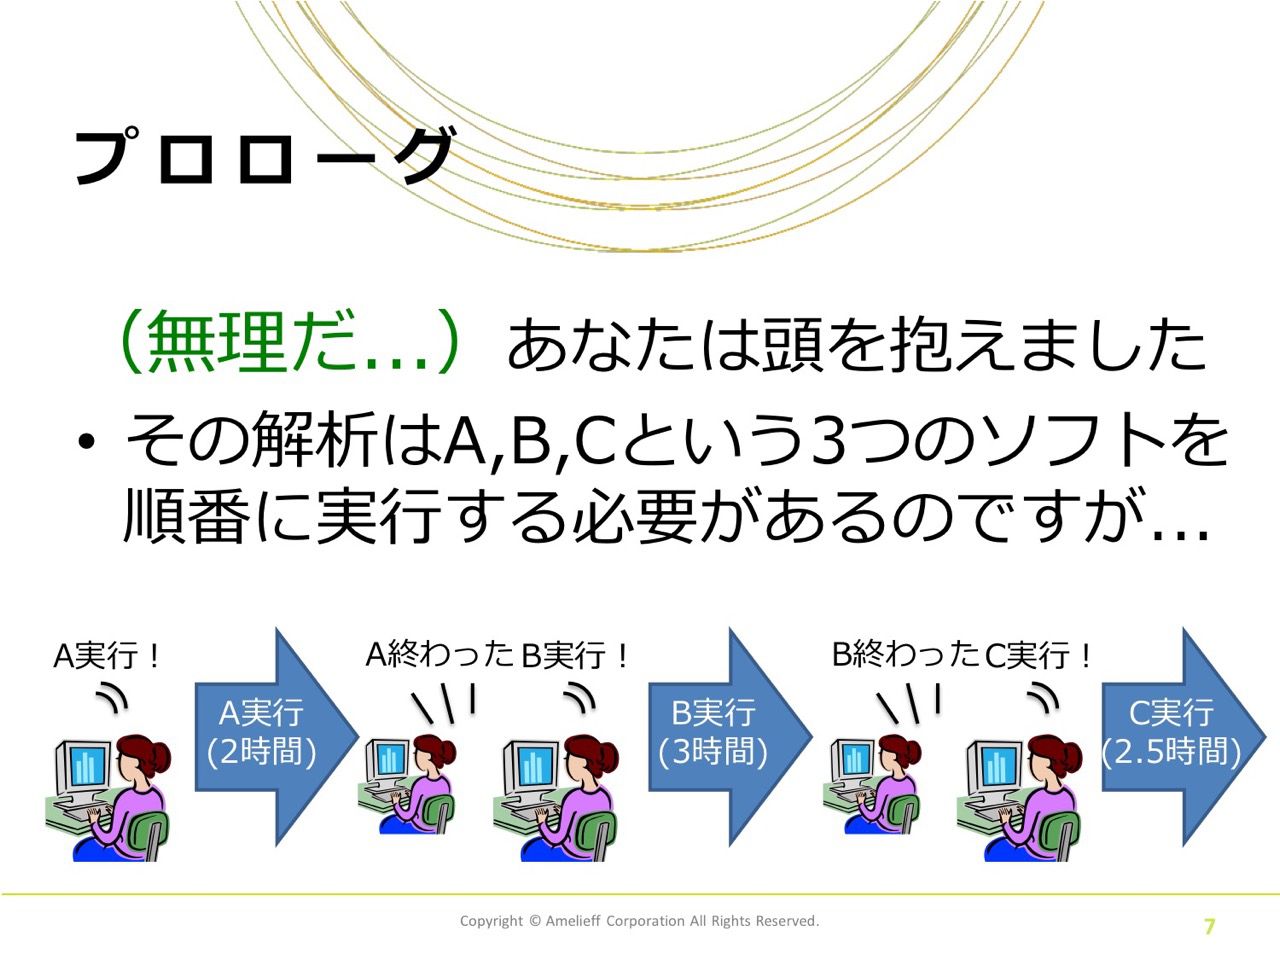 プロローグ
（無理だ...）あなたは頭を抱えました
• その解析はA,B,Cという3つのソフトを
順番に実行する必要があるのですが...
A実行！
A実行
(2時間)
A終わった B実行！
B実行
(3時間)
B終わった C実行！
C実行
(2.5時間)
Copyright © Amelieff Corporation All Rights Reserved.
7